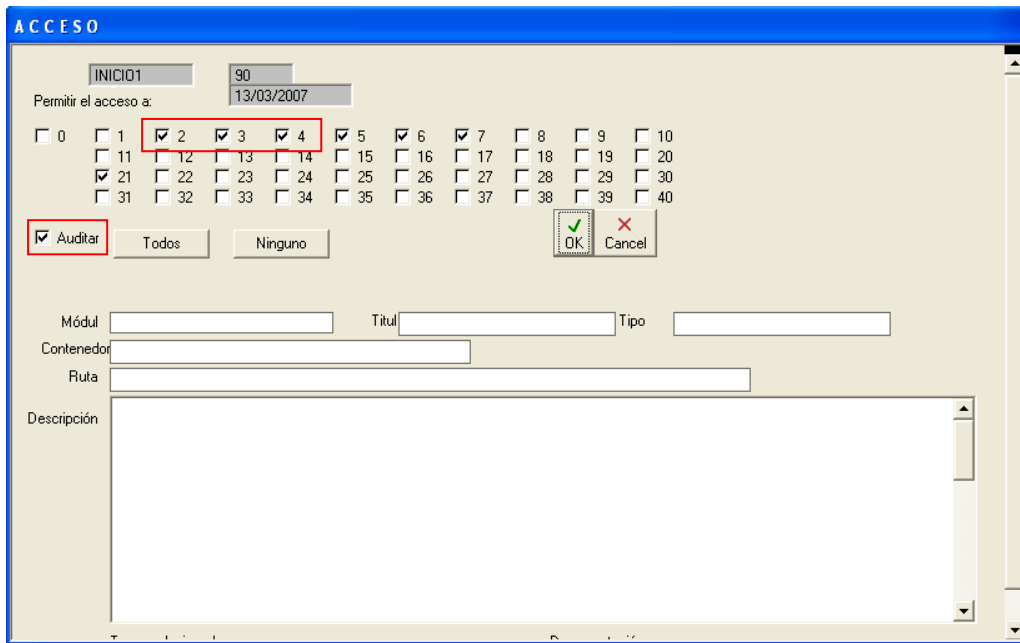 ACCESO
INICIO1 90
13/03/2007
Permitir el acceso a:
0 1 2 3 4 5 6 7 8 9 10
11 12 13 14 15 16 17 18 19 20
21 22 23 24 25 26 27 28 29 30
31 32 33 34 35 36 37 38 39 40
Auditar Todos Ninguno OK Cancel
Módul Titul Tipo
Contenedor
Ruta
Descripción